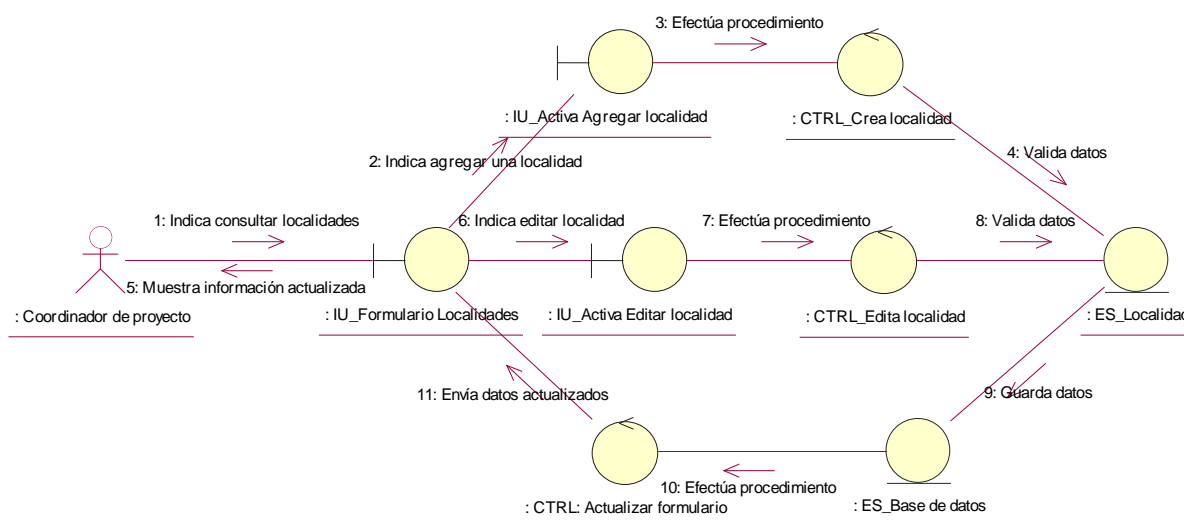 3: Efectúa procedimiento
: IU_Activa Agregar localidad
: CTRL_Crea localidad
2: Indica agregar una localidad
4: Valida datos
1: Indica consultar localidades
6: Indica editar localidad
7: Efectúa procedimiento
8: Valida datos
5: Muestra información actualizada
: Coordinador de proyecto
: IU_Formulario Localidades
: IU_Activa Editar localidad
: CTRL_Edita localidad
: ES_Localidad
11: Envía datos actualizados
9: Guarda datos
10: Efectúa procedimiento
: CTRL: Actualizar formulario
: ES_Base de datos